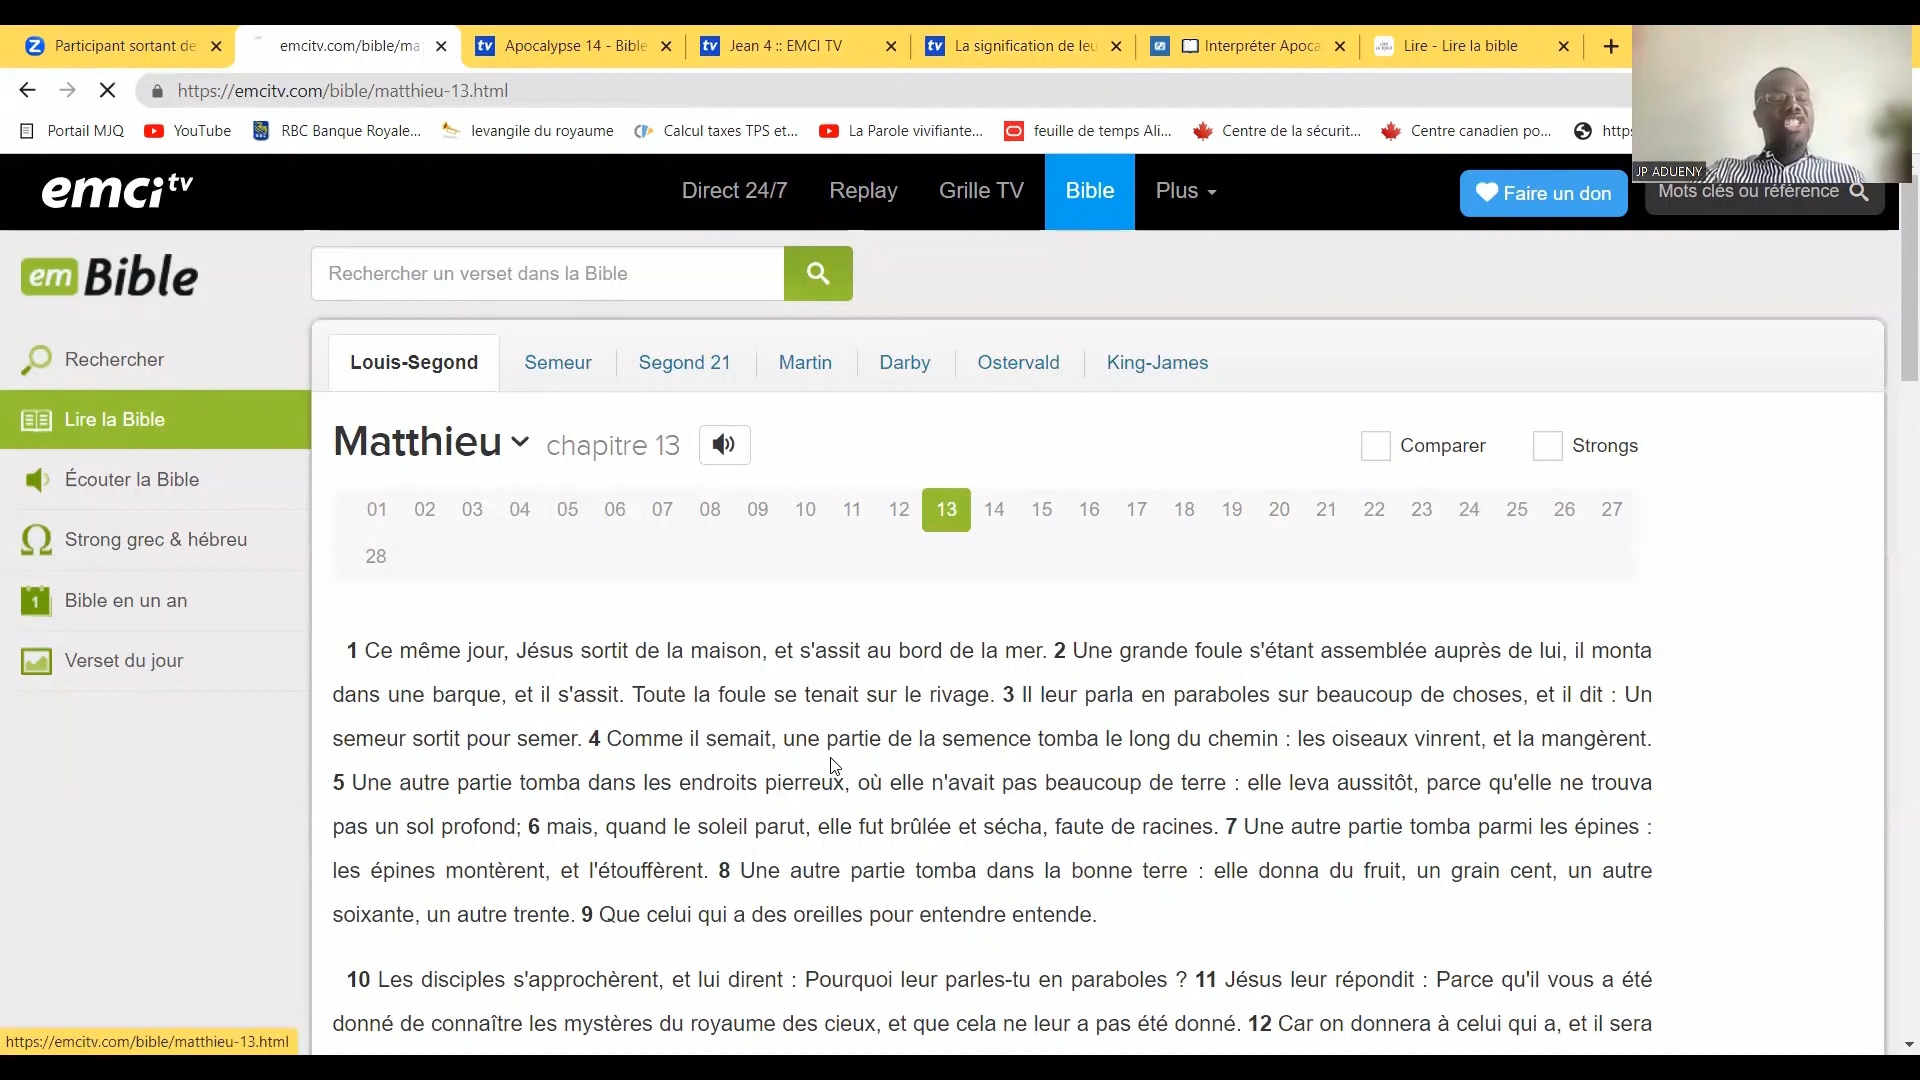 Participant sortant de
emcitv.com/bible/ma
Apocalypse 14 - Bible
Jean 4 :: EMCI TV
La signification de leu
Interpréter Apoca
Lire - Lire la bible
https://emcitv.com/bible/matthieu-13.html
Portail MJQ
YouTube
RBC Banque Royale...
levangile du royaume
Calcul taxes TPS et...
La Parole vivifiante...
feuille de temps Ali...
Centre de la sécurit...
Centre canadien po...
https
JP ADUENY
emci tv
Direct 24/7
Replay
Grille TV
Bible
Plus
Faire un don
Mots clés ou référence
em Bible
Rechercher un verset dans la Bible
Rechercher
Lire la Bible
Écouter la Bible
Strong grec & hébreu
1
Bible en un an
Verset du jour
Louis-Segond
Semeur
Segond 21
Martin
Darby
Ostervald
King-James
Matthieu chapitre 13
Comparer
Strongs
01 02 03 04 05 06 07 08 09 10 11 12 13 14 15 16 17 18 19 20 21 22 23 24 25 26 27
28
1 Ce même jour, Jésus sortit de la maison, et s'assit au bord de la mer. 2 Une grande foule s'étant assemblée auprès de lui, il monta
dans une barque, et il s'assit. Toute la foule se tenait sur le rivage. 3 Il leur parla en paraboles sur beaucoup de choses, et il dit : Un
semeur sortit pour semer. 4 Comme il semait, une partie de la semence tomba le long du chemin : les oiseaux vinrent, et la mangèrent.
5 Une autre partie tomba dans les endroits pierreux, où elle n'avait pas beaucoup de terre : elle leva aussitôt, parce qu'elle ne trouva
pas un sol profond; 6 mais, quand le soleil parut, elle fut brûlée et sécha, faute de racines. 7 Une autre partie tomba parmi les épines :
les épines montèrent, et l'étouffèrent. 8 Une autre partie tomba dans la bonne terre : elle donna du fruit, un grain cent, un autre
soixante, un autre trente. 9 Que celui qui a des oreilles pour entendre entende.
10 Les disciples s'approchèrent, et lui dirent : Pourquoi leur parles-tu en paraboles ? 11 Jésus leur répondit : Parce qu'il vous a été
donné de connaître les mystères du royaume des cieux, et que cela ne leur a pas été donné. 12 Car on donnera à celui qui a, et il sera
https://emcitv.com/bible/matthieu-13.html